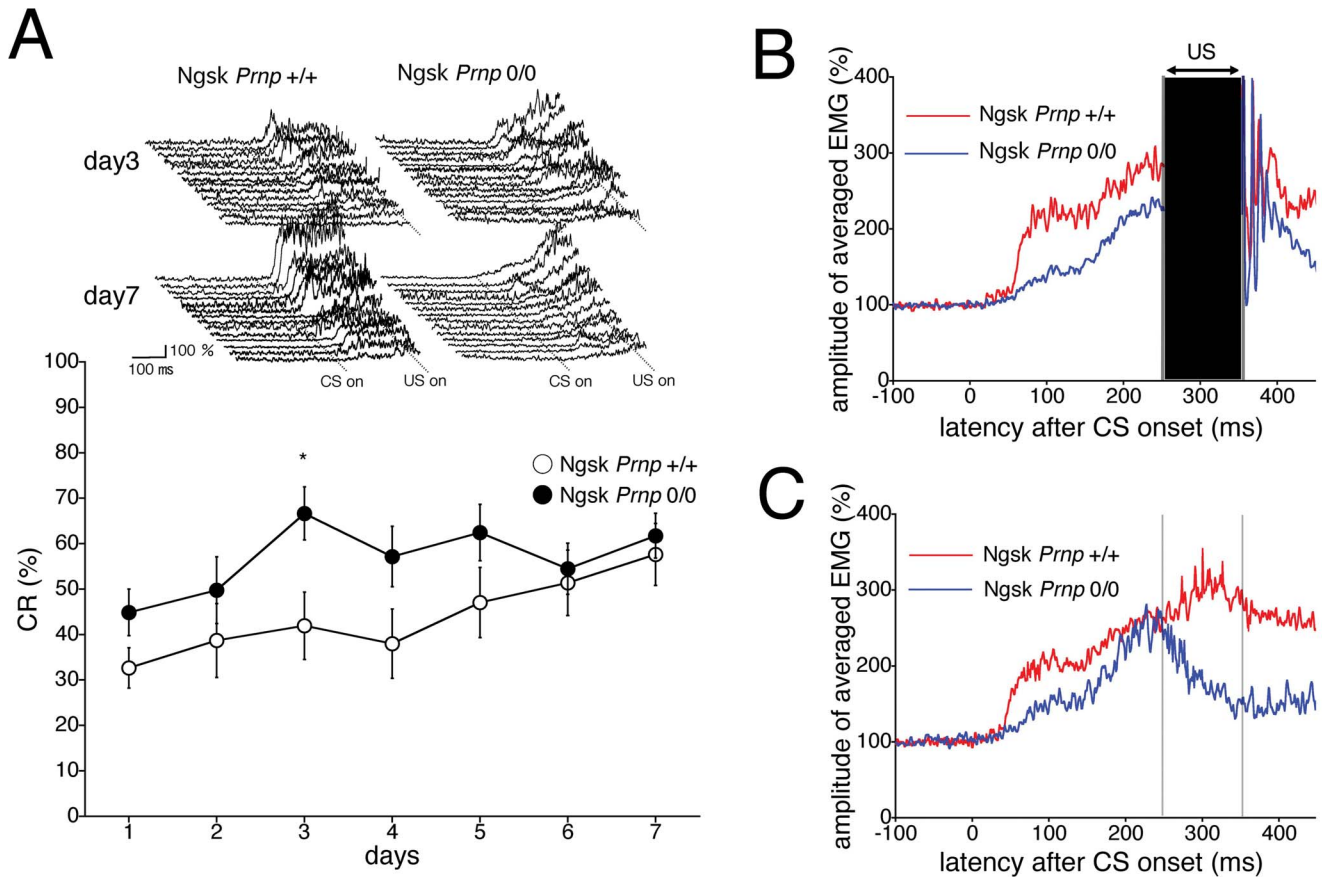 A
Ngsk Prnp +/+
Ngsk Prnp 0/0
day3
day7
100 %
100 ms
CS on
US on
CS on
US on
100
90
80
70
60
50
40
30
20
10
0
CR (%)
*
Ngsk Prnp +/+
Ngsk Prnp 0/0
1 2 3 4 5 6 7
days
B
US
amplitude of averaged EMG (%)
400
300
200
100
0
Ngsk Prnp +/+
Ngsk Prnp 0/0
-100 0 100 200 300 400
latency after CS onset (ms)
C
amplitude of averaged EMG (%)
400
300
200
100
0
Ngsk Prnp +/+
Ngsk Prnp 0/0
-100 0 100 200 300 400
latency after CS onset (ms)